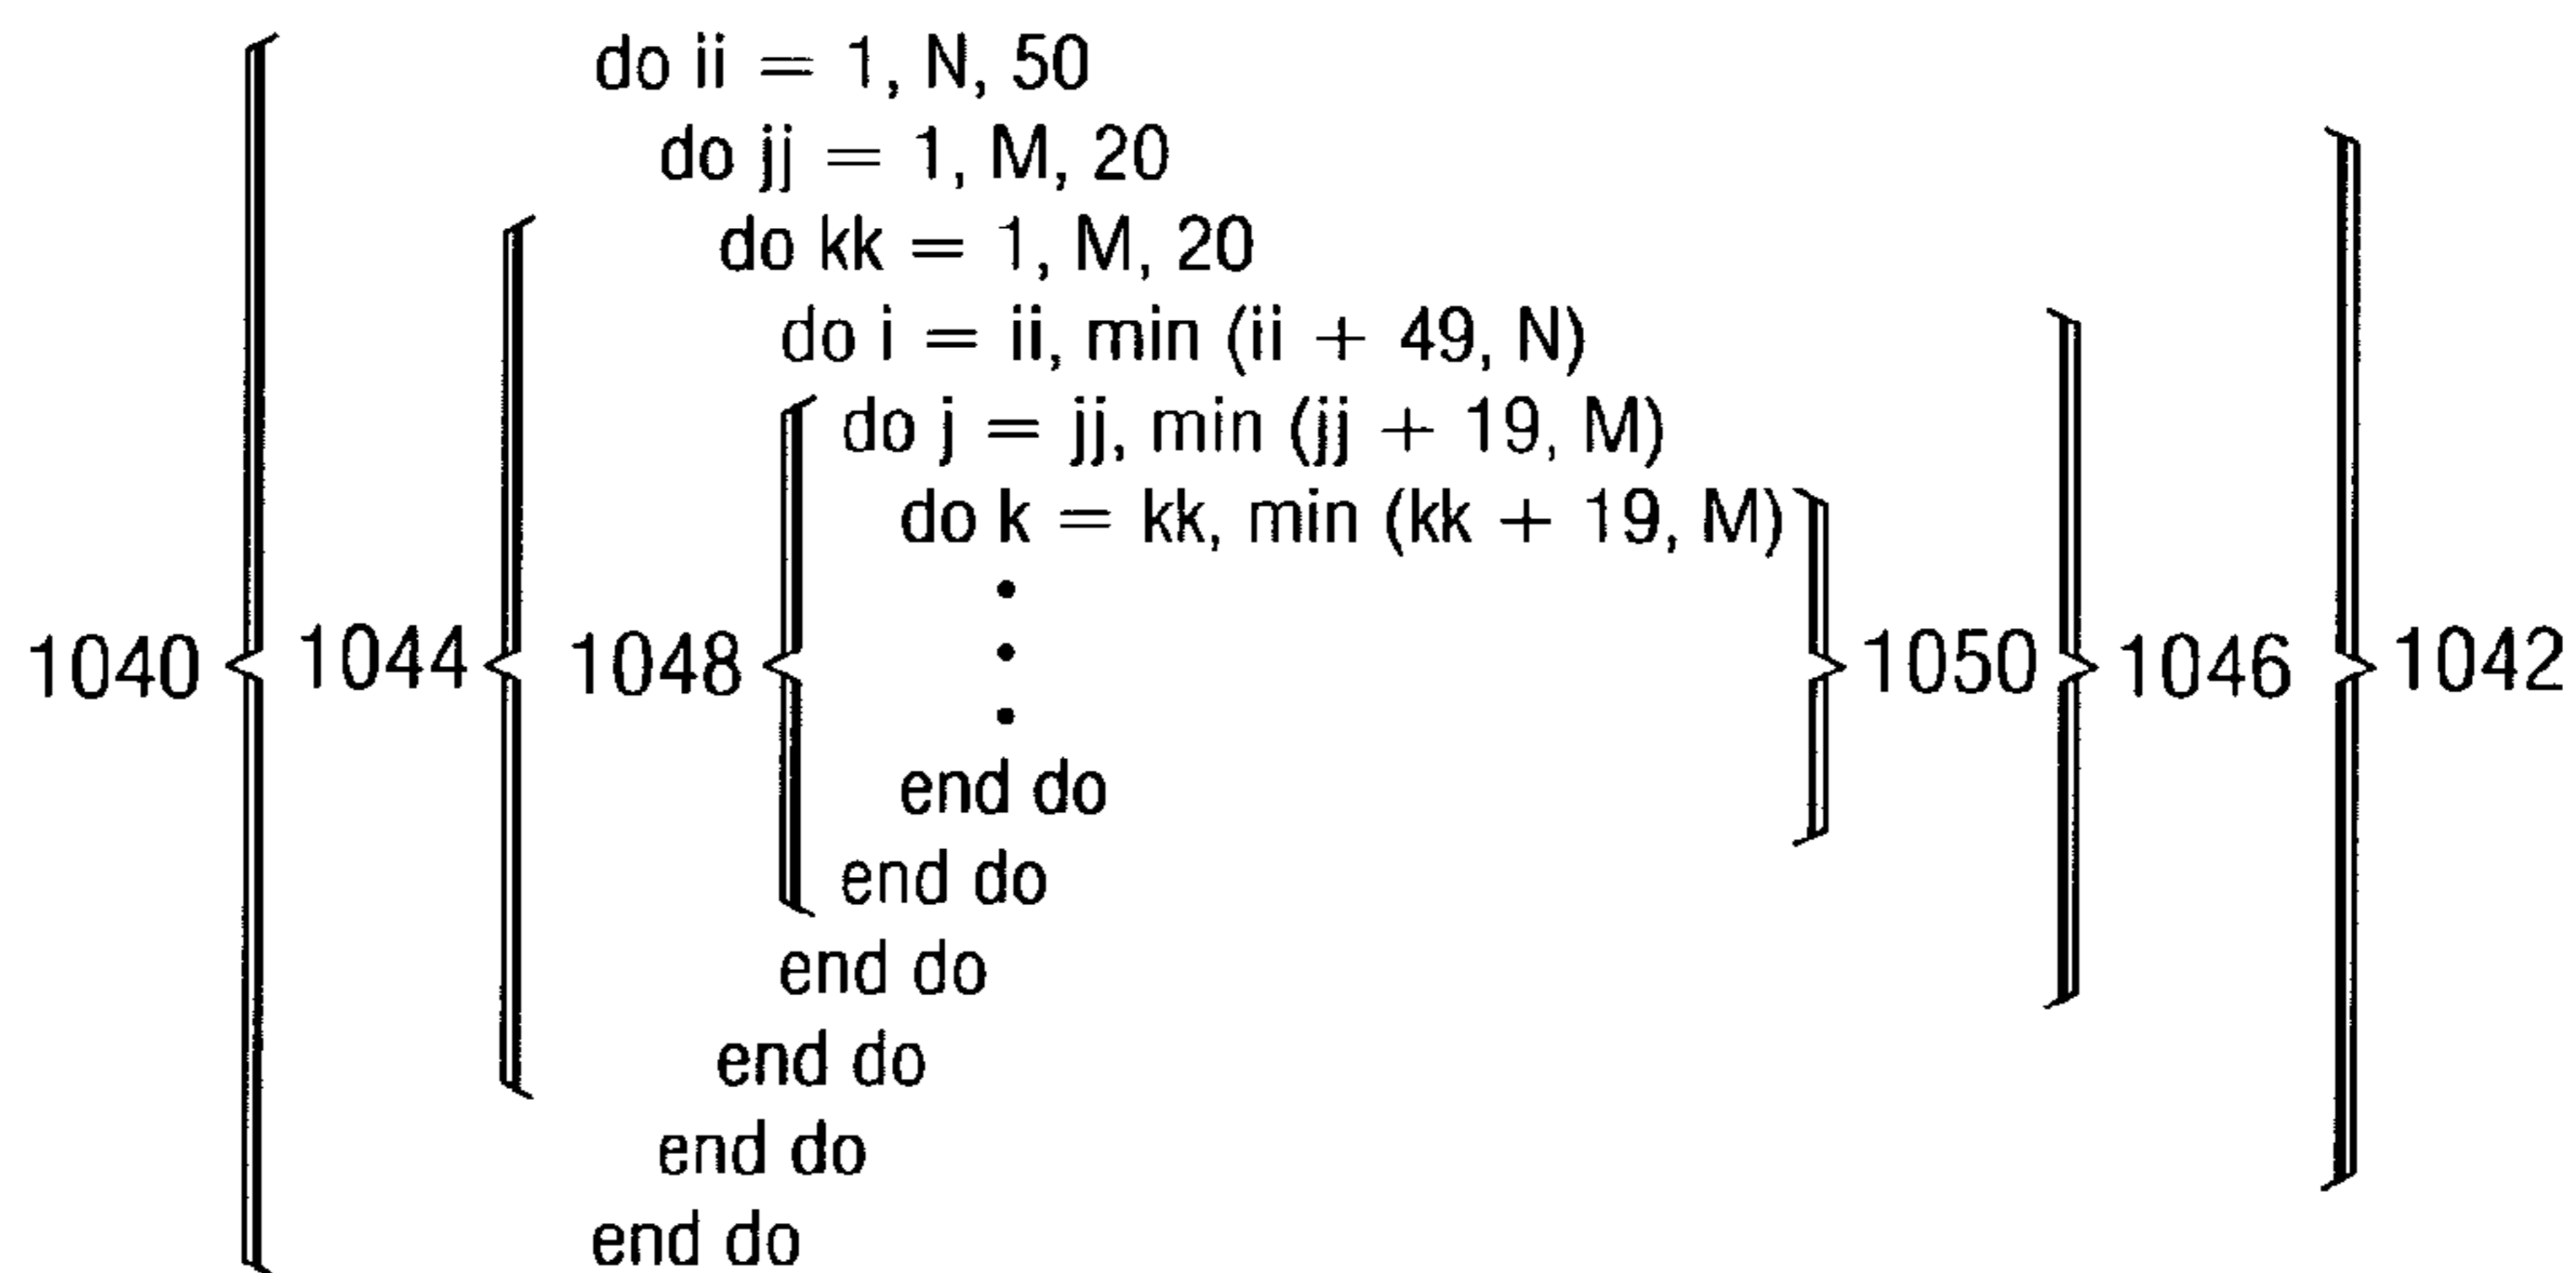 do ii = 1, N, 50
do jj = 1, M, 20
do kk = 1, M, 20
do i = ii, min (ii + 49, N)
do j = jj, min (jj + 19, M)
do k = kk, min (kk + 19, M)
1040 1044 1048 1050 1046 1042
end do
end do
end do
end do
end do
end do